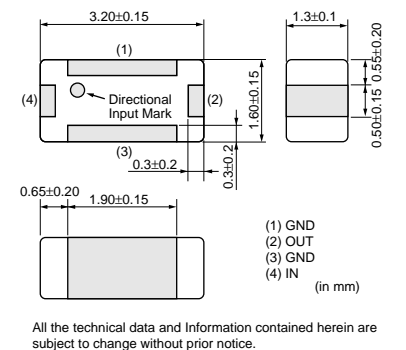 3.20±0.15
1.3±0.1
(1)
(4)
Directional
Input Mark
(2)
1.60±0.15
0.55±0.20
0.50±0.15
(3)
0.3±0.2
0.3±0.2
0.65±0.20
1.90±0.15
(1) GND
(2) OUT
(3) GND
(4) IN
(in mm)
All the technical data and Information contained herein are
subject to change without prior notice.